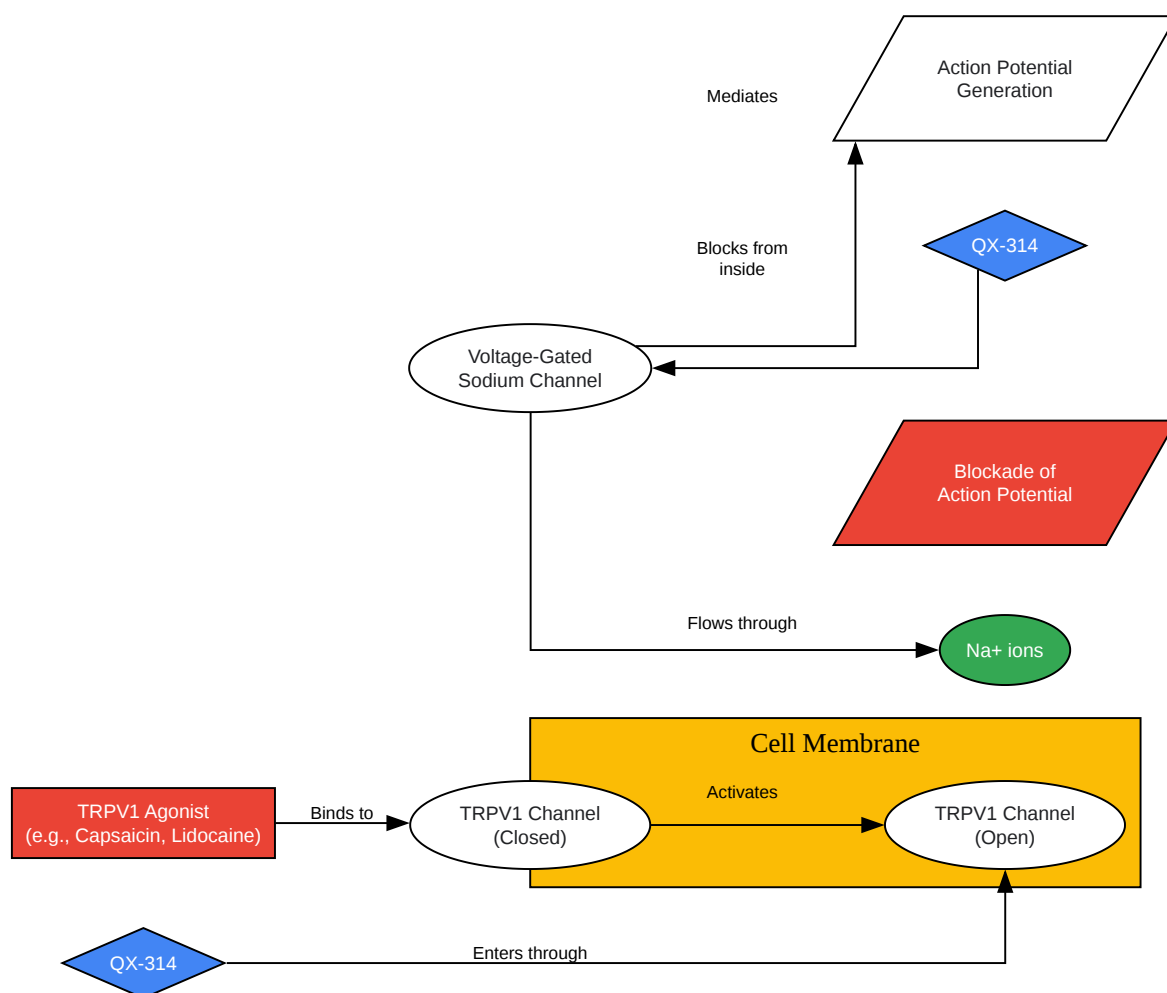 Action Potential
Generation
Mediates
QX-314
Blocks from
inside
Voltage-Gated
Sodium Channel
Blockade of
Action Potential
Flows through
Na+ ions
Cell Membrane
TRPV1 Agonist
(e.g., Capsaicin, Lidocaine)
Binds to
TRPV1 Channel
(Closed)
Activates
TRPV1 Channel
(Open)
QX-314
Enters through